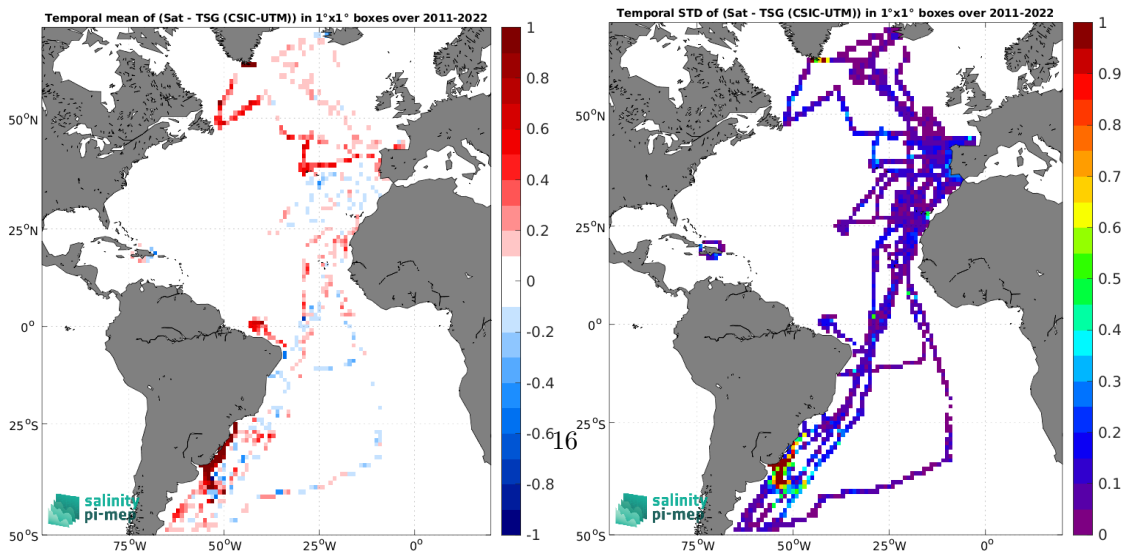 Temporal mean of (Sat - TSG (CSIC-UTM)) in 1°x1° boxes over 2011-2022
50°N
25°N
0°
25°S
50°S
75°W
50°W
25°W
0°
1
0.8
0.6
0.4
0.2
0
-0.2
-0.4
-0.6
-0.8
-1
salinity
pi-mep
16
Temporal STD of (Sat - TSG (CSIC-UTM)) in 1°x1° boxes over 2011-2022
50°N
25°N
0°
25°S
50°S
75°W
50°W
25°W
0°
1
0.9
0.8
0.7
0.6
0.5
0.4
0.3
0.2
0.1
0
salinity
pi-mep